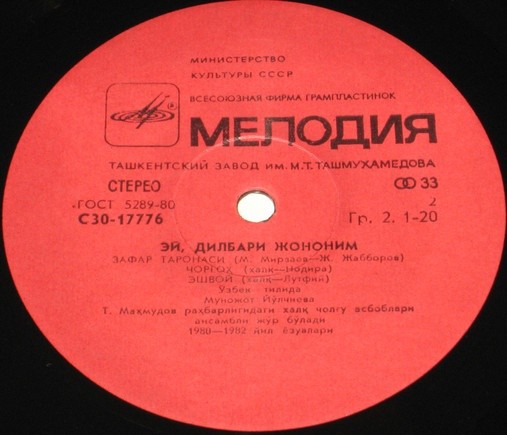 МИНИСТЕРСТВО
КУЛЬТУРЫ СССР
ВСЕСОЮЗНАЯ ФИРМА ГРАМПЛАСТИНОК
МЕЛОДИЯ
ТАШКЕНТСКИЙ ЗАВОД ИМ. М.Т. ТАШМУХАМЕДОВА
СТЕРЕО
33
ГОСТ 5289-80
2
С30-17776
Гр. 2. 1-20
ЭЙ, ДИЛБАРИ ЖОНОНИМ
ЗАФАР ТАРОНАСИ (М. Мирзаев—Ж. Жабборов)
ЧОРГОҲ (халқ—Нодира)
ЭШВОЙ (халқ—Лутфий)
Ўзбек тилида
Муножот Йўлчиева
Т. Маҳмудов раҳбарлигидаги халқ чолғу асбоблари
ансамбли жўр бўлади
1980—1982 йил ёзувлари